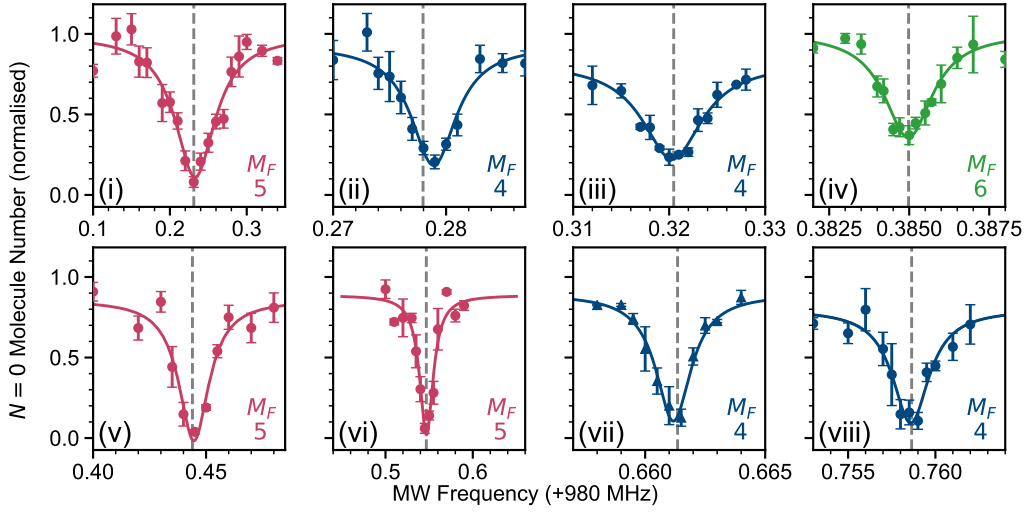 N = 0 Molecule Number (normalised)
1.0
0.5
0.0
(i)
M_F
5
0.1 0.2 0.3
(ii)
M_F
4
0.27 0.28
(iii)
M_F
4
0.31 0.32 0.33
(iv)
M_F
6
0.3825 0.3850 0.3875
1.0
0.5
0.0
(v)
M_F
5
0.40 0.45
(vi)
M_F
5
0.5 0.6
(vii)
M_F
4
0.660 0.665
(viii)
M_F
4
0.755 0.760
MW Frequency (+980 MHz)